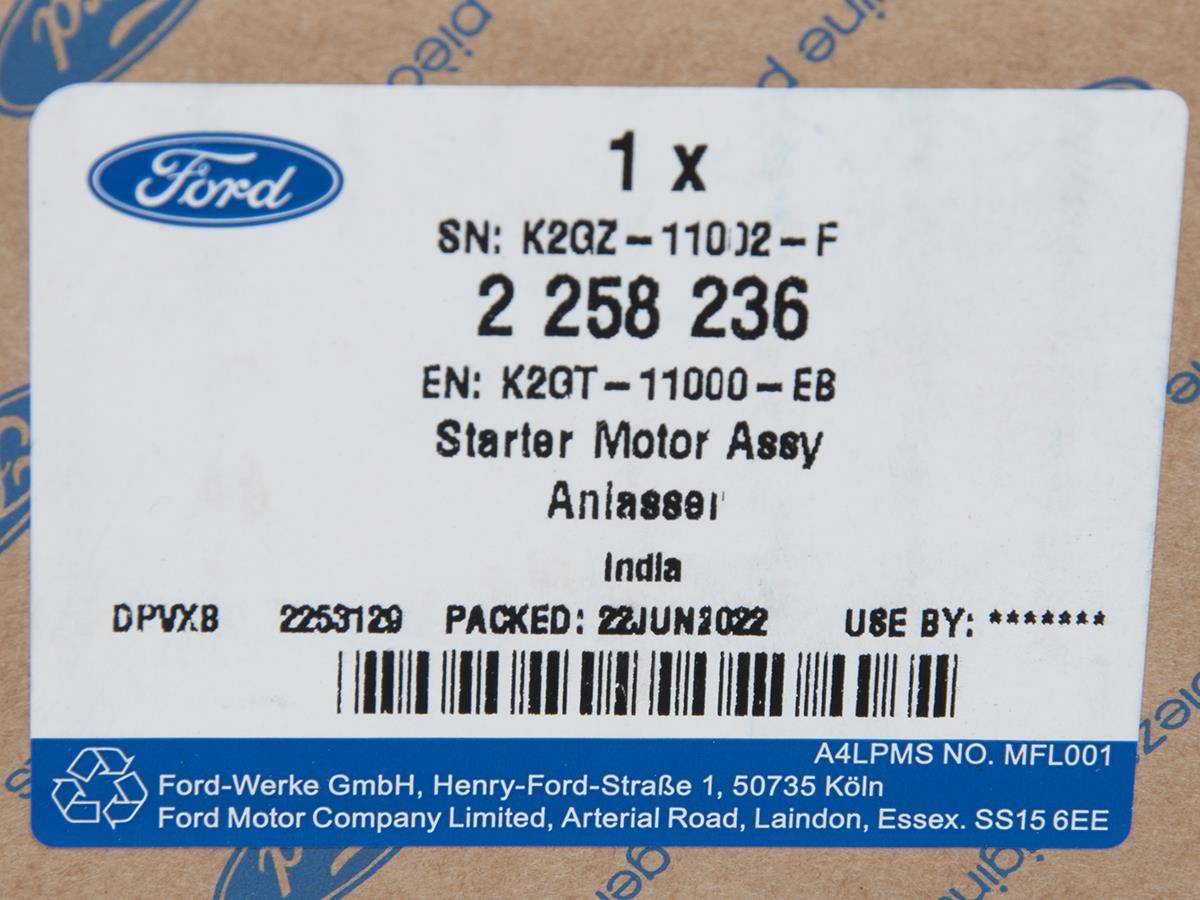 Ford
1 x
SN: K2GZ-11002-F
2 258 236
EN: K2GT-11000-EB
Starter Motor Assy
Anlasser
India
DPVXB 2253129 PACKED: 22JUN2022 USE BY: *******
A4LPMS NO. MFL001
Ford-Werke GmbH, Henry-Ford-Straße 1, 50735 Köln
Ford Motor Company Limited, Arterial Road, Laindon, Essex. SS15 6EE